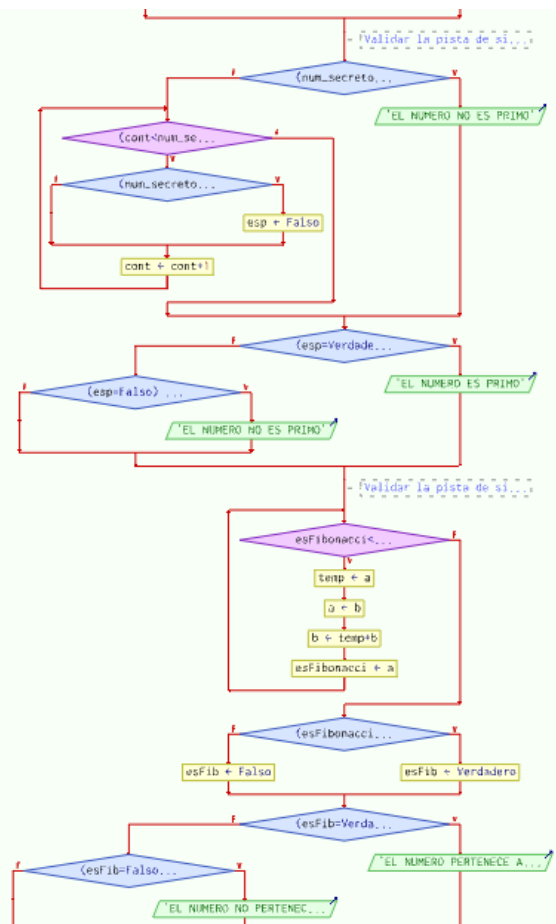 Validar la pista de si...
(num_secreto...
F
V
'EL NUMERO NO ES PRIMO'
(cont<num_se...
F
V
(num_secreto...
F
V
esp ← Falso
cont ← cont+1
(esp=Verdade...
F
V
'EL NUMERO ES PRIMO'
(esp=Falso) ...
F
V
'EL NUMERO NO ES PRIMO'
Validar la pista de si...
esFibonacci<...
F
V
temp ← a
a ← b
b ← temp+b
esFibonacci ← a
(esFibonacci...
F
V
esFib ← Falso
esFib ← Verdadero
(esFib=Verda...
F
V
'EL NUMERO PERTENECE A...
(esFib=Falso...
F
V
'EL NUMERO NO PERTENEC...